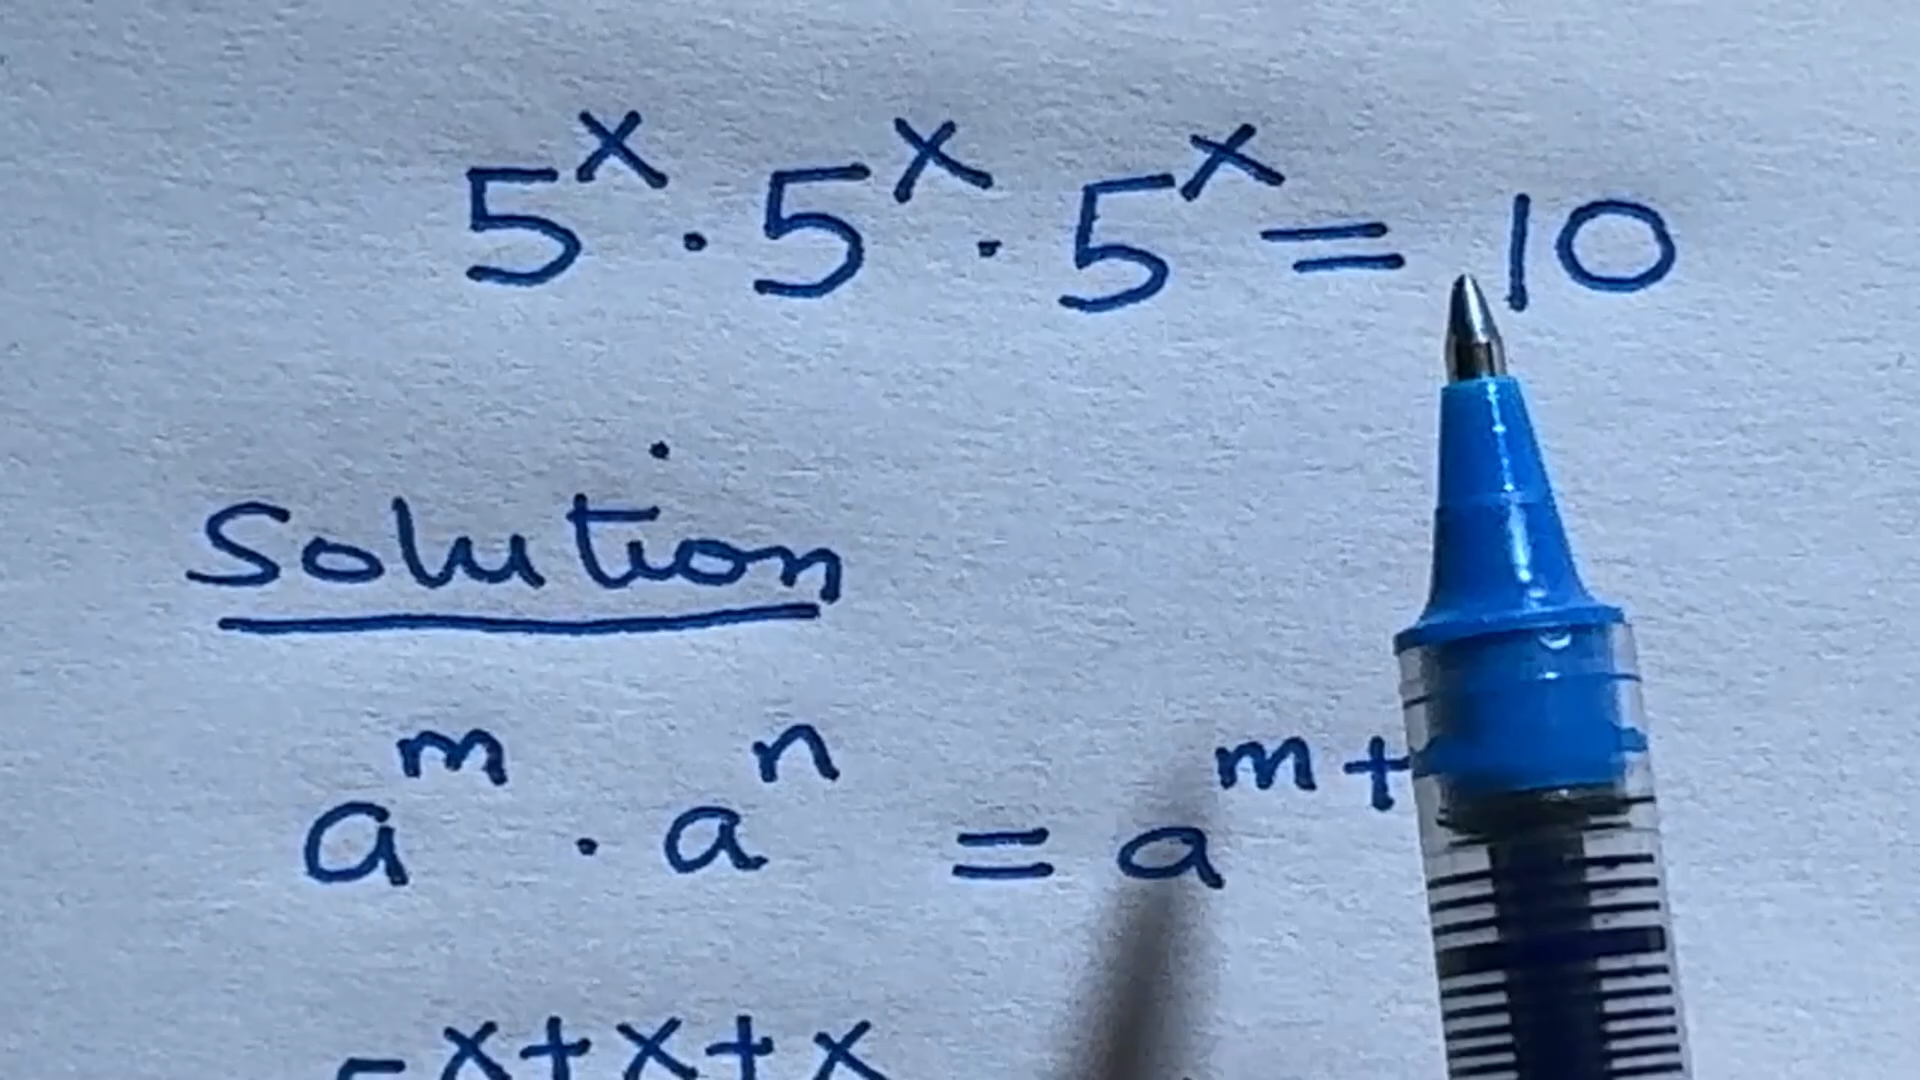 5^x · 5^x · 5^x = 10
Solution
a^m · a^n = a^m+
x+x+x